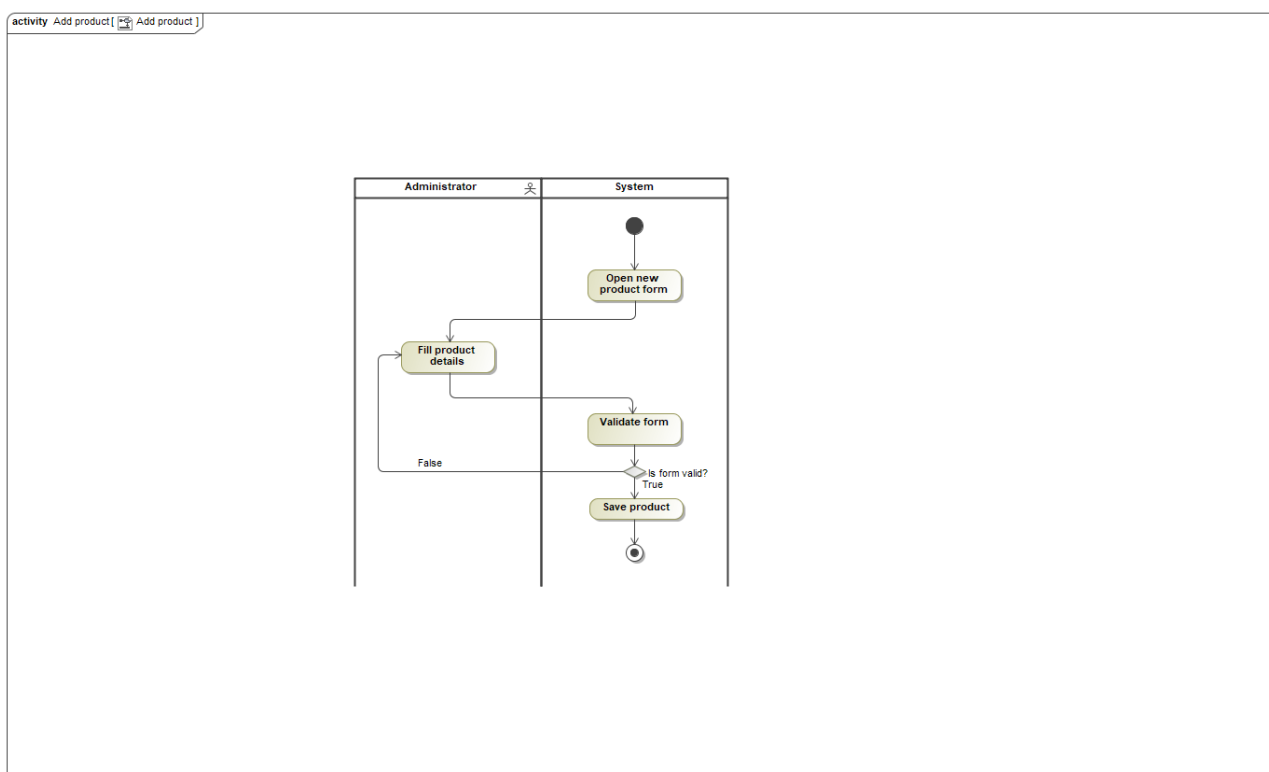 activity Add product[ Add product ]
Administrator
System
Open new
product form
Fill product
details
Validate form
False
Is form valid?
True
Save product